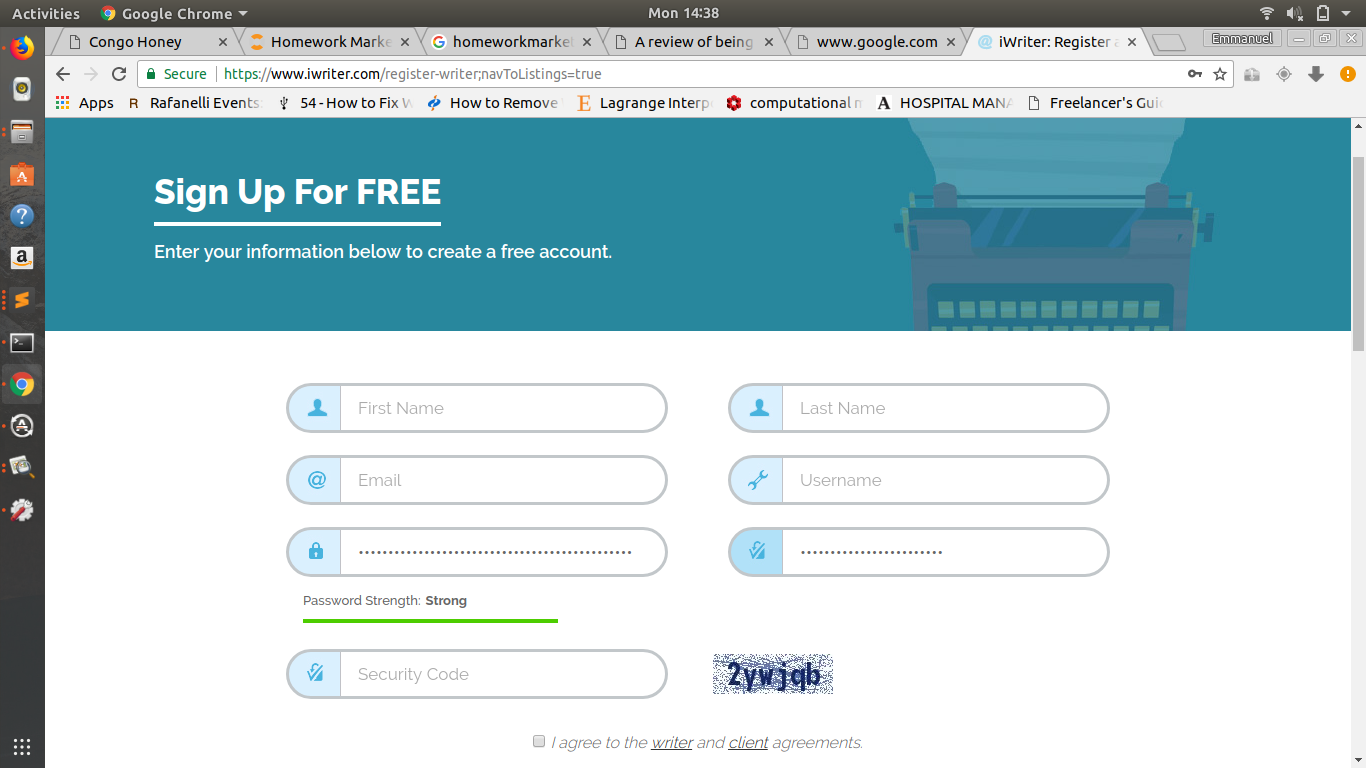 Activities Google Chrome Mon 14:38
Congo Honey Homework Marke homeworkmarke A review of being www.google.com iWriter: Register a Emmanuel
Secure https://www.iwriter.com/register-writer;navToListings=true
Apps Rafanelli Events 54 - How to Fix W How to Remove Lagrange Interp computational m HOSPITAL MANA Freelancer's Gui
Sign Up For FREE
Enter your information below to create a free account.
First Name Last Name
Email Username
Password Strength: Strong
Security Code 2ywjqb
I agree to the writer and client agreements.